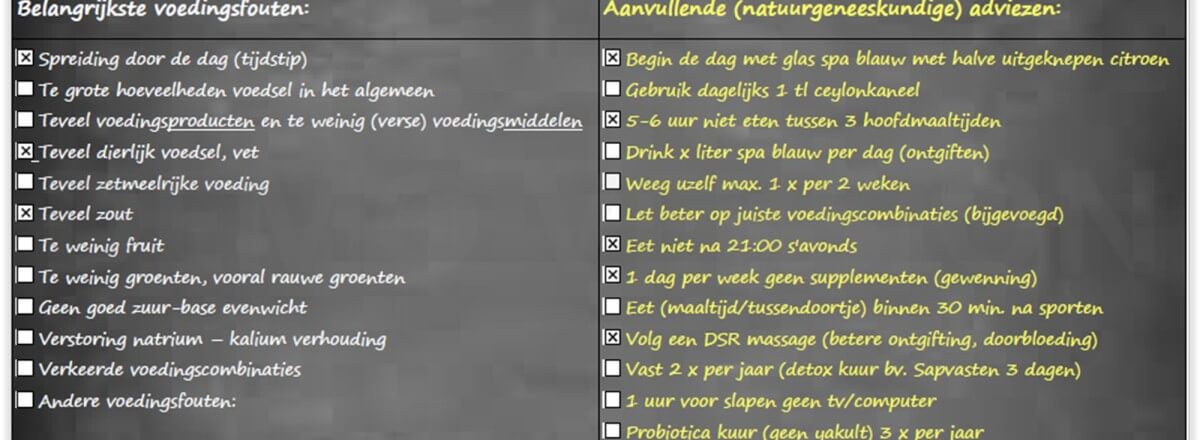 Belangrijkste voedingsfouten:
☒ Spreiding door de dag (tijdstip)
☐ Te grote hoeveelheden voedsel in het algemeen
☐ Teveel voedingsproducten en te weinig (verse) voedingsmiddelen
☒ Teveel dierlijk voedsel, vet
☐ Teveel zetmeelrijke voeding
☒ Teveel zout
☐ Te weinig fruit
☐ Te weinig groenten, vooral rauwe groenten
☐ Geen goed zuur-base evenwicht
☐ Verstoring natrium – kalium verhouding
☐ Verkeerde voedingscombinaties
☐ Andere voedingsfouten:
Aanvullende (natuurgeneeskundige) adviezen:
☒ Begin de dag met glas spa blauw met halve uitgeknepen citroen
☐ Gebruik dagelijks 1 tl ceylonkaneel
☒ 5-6 uur niet eten tussen 3 hoofdmaaltijden
☐ Drink x liter spa blauw per dag (ontgiften)
☐ Weeg uzelf max. 1 x per 2 weken
☐ Let beter op juiste voedingscombinaties (bijgevoegd)
☒ Eet niet na 21:00 s'avonds
☒ 1 dag per week geen supplementen (gewenning)
☐ Eet (maaltijd/tussendoortje) binnen 30 min. na sporten
☒ Volg een DSR massage (betere ontgifting, doorbloeding)
☐ Vast 2 x per jaar (detox kuur bv. Sapvasten 3 dagen)
☐ 1 uur voor slapen geen tv/computer
☐ Probiotica kuur (geen yakult) 3 x per jaar